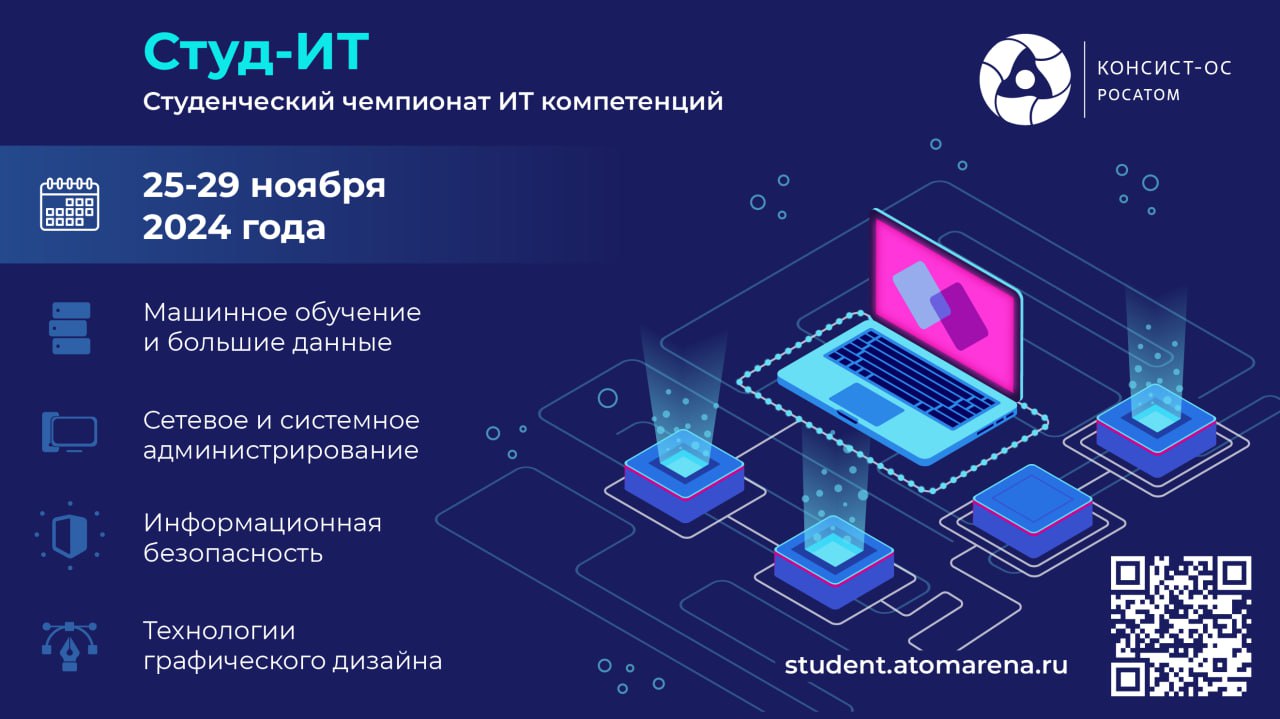 Студ-ИТ
Студенческий чемпионат ИТ компетенций
КОНСИСТ-ОС
РОСАТОМ
25-29 ноября
2024 года
Машинное обучение
и большие данные
Сетевое и системное
администрирование
Информационная
безопасность
Технологии
графического дизайна
student.atomarena.ru